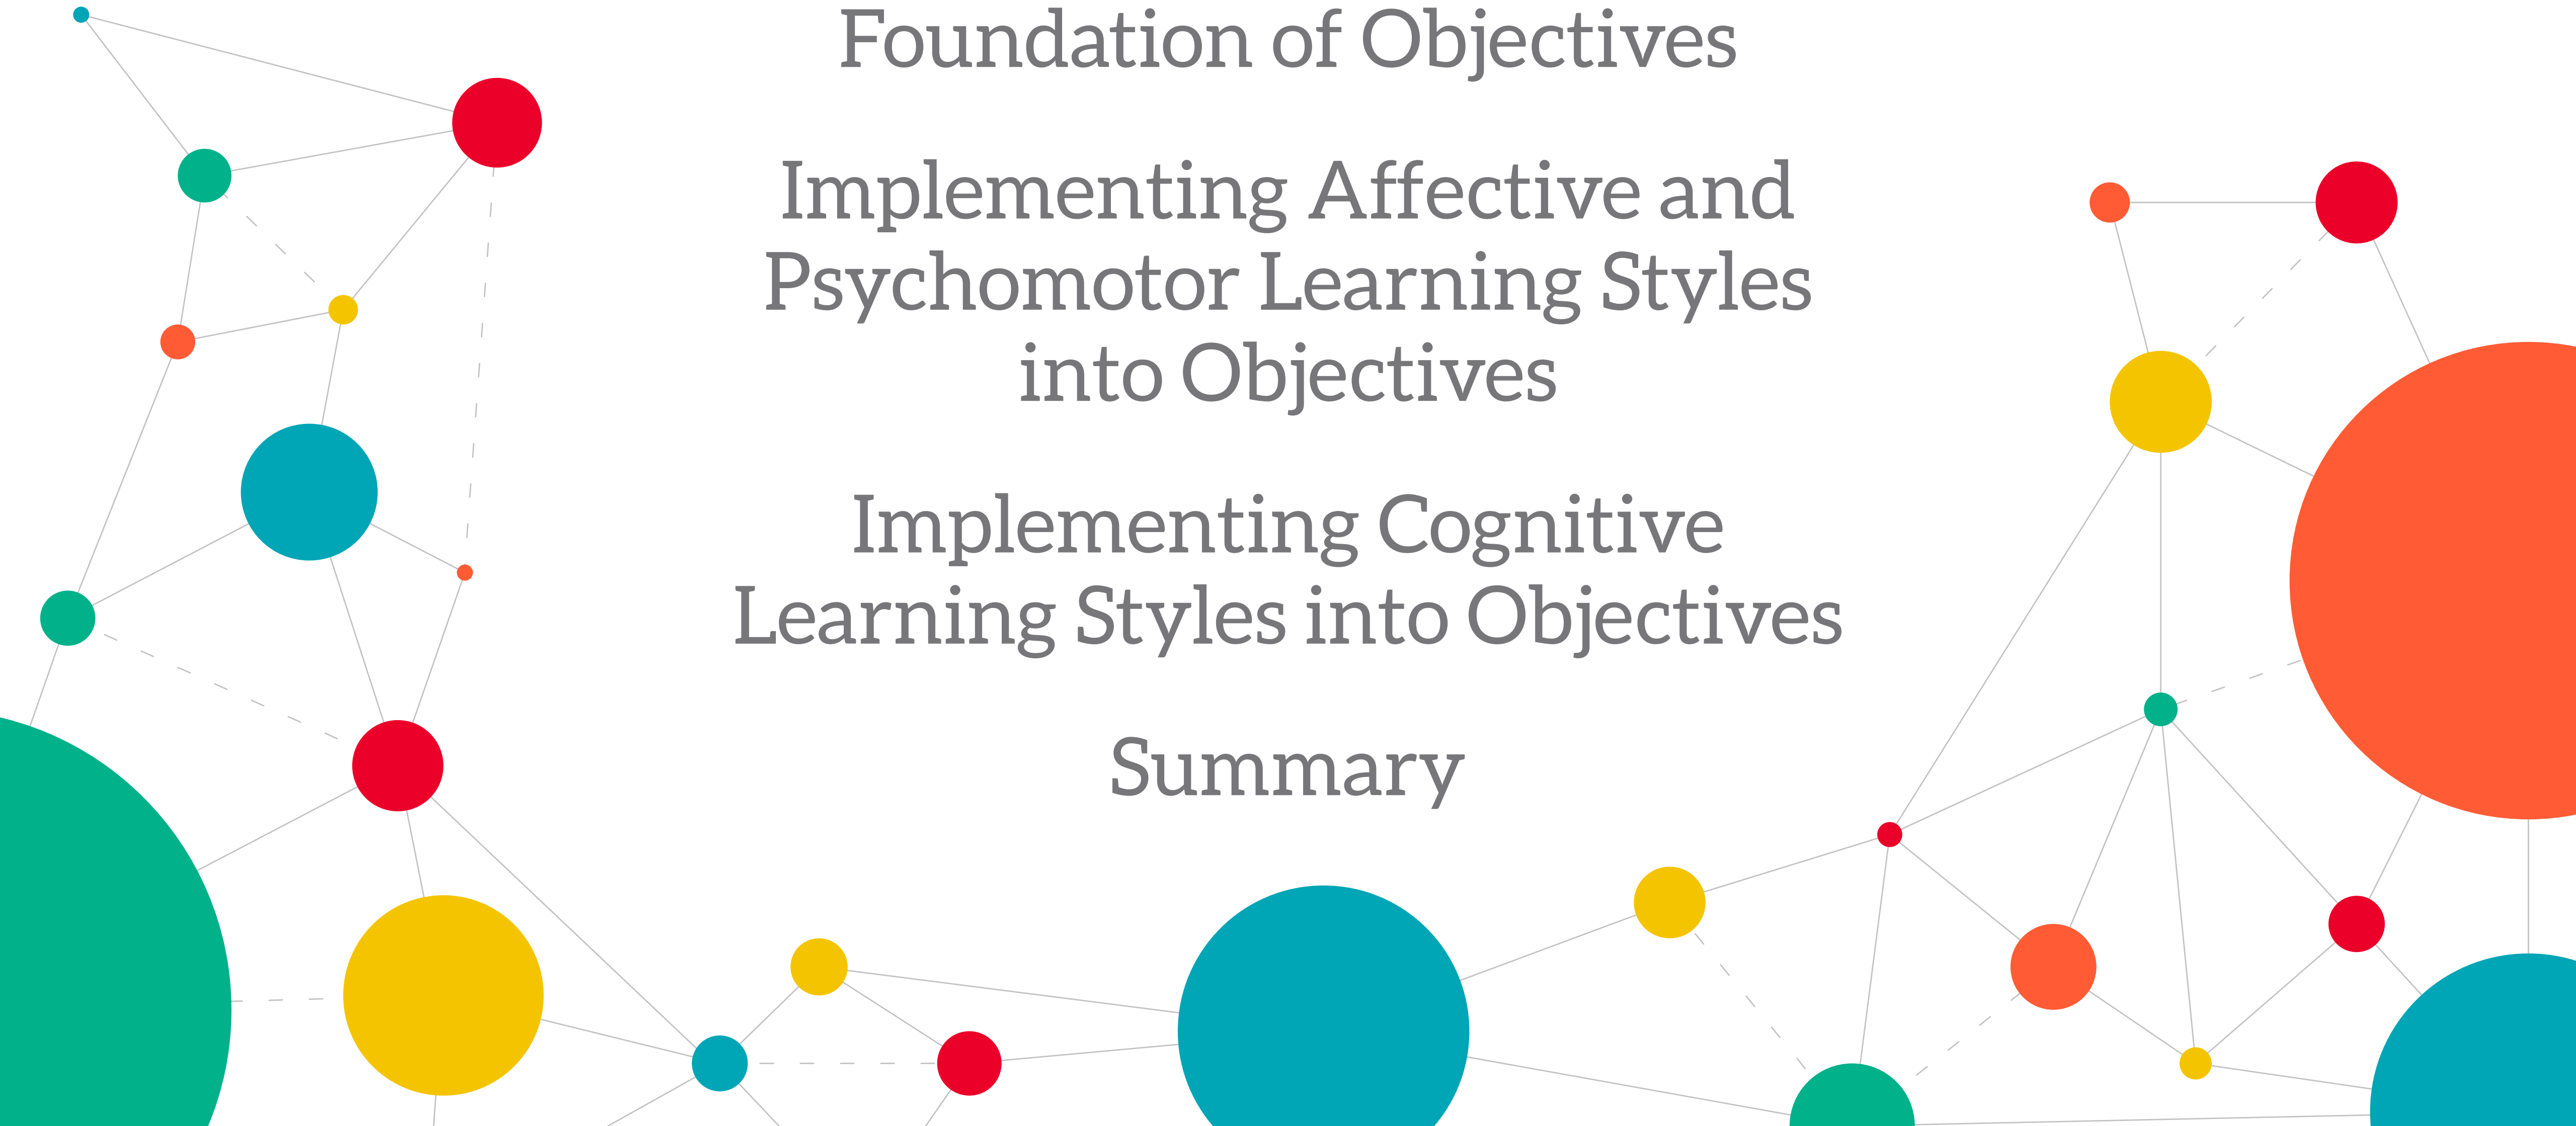 Foundation of Objectives
Implementing Affective and
Psychomotor Learning Styles
into Objectives
Implementing Cognitive
Learning Styles into Objectives
Summary